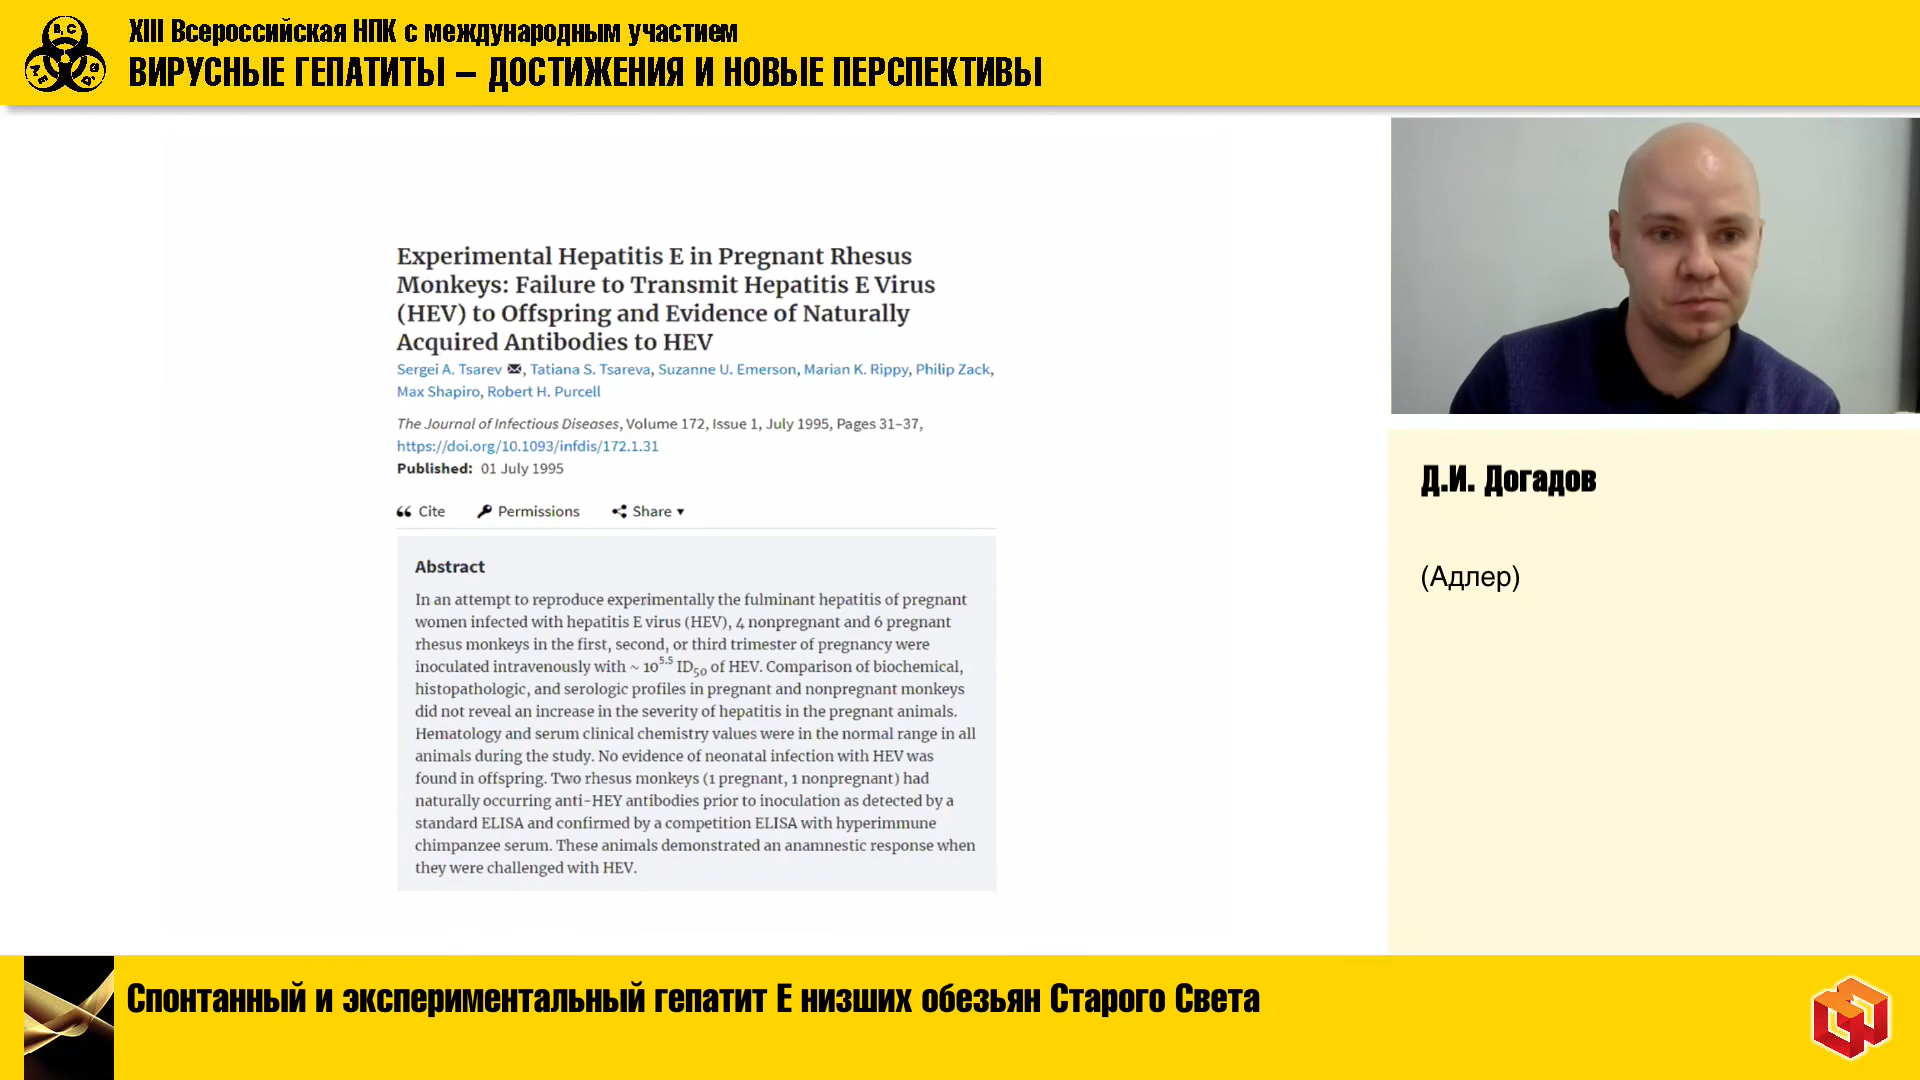 XIII Всероссийская НПК с международным участием
ВИРУСНЫЕ ГЕПАТИТЫ – ДОСТИЖЕНИЯ И НОВЫЕ ПЕРСПЕКТИВЫ
B, C
Experimental Hepatitis E in Pregnant Rhesus
Monkeys: Failure to Transmit Hepatitis E Virus
(HEV) to Offspring and Evidence of Naturally
Acquired Antibodies to HEV
Sergei A. Tsarev, Tatiana S. Tsareva, Suzanne U. Emerson, Marian K. Rippy, Philip Zack,
Max Shapiro, Robert H. Purcell
The Journal of Infectious Diseases, Volume 172, Issue 1, July 1995, Pages 31–37,
https://doi.org/10.1093/infdis/172.1.31
Published: 01 July 1995
Cite Permissions Share
Abstract
In an attempt to reproduce experimentally the fulminant hepatitis of pregnant
women infected with hepatitis E virus (HEV), 4 nonpregnant and 6 pregnant
rhesus monkeys in the first, second, or third trimester of pregnancy were
inoculated intravenously with ~ 10^5.5 ID50 of HEV. Comparison of biochemical,
histopathologic, and serologic profiles in pregnant and nonpregnant monkeys
did not reveal an increase in the severity of hepatitis in the pregnant animals.
Hematology and serum clinical chemistry values were in the normal range in all
animals during the study. No evidence of neonatal infection with HEV was
found in offspring. Two rhesus monkeys (1 pregnant, 1 nonpregnant) had
naturally occurring anti-HEY antibodies prior to inoculation as detected by a
standard ELISA and confirmed by a competition ELISA with hyperimmune
chimpanzee serum. These animals demonstrated an anamnestic response when
they were challenged with HEV.
Д.И. Догадов
(Адлер)
Спонтанный и экспериментальный гепатит Е низших обезьян Старого Света